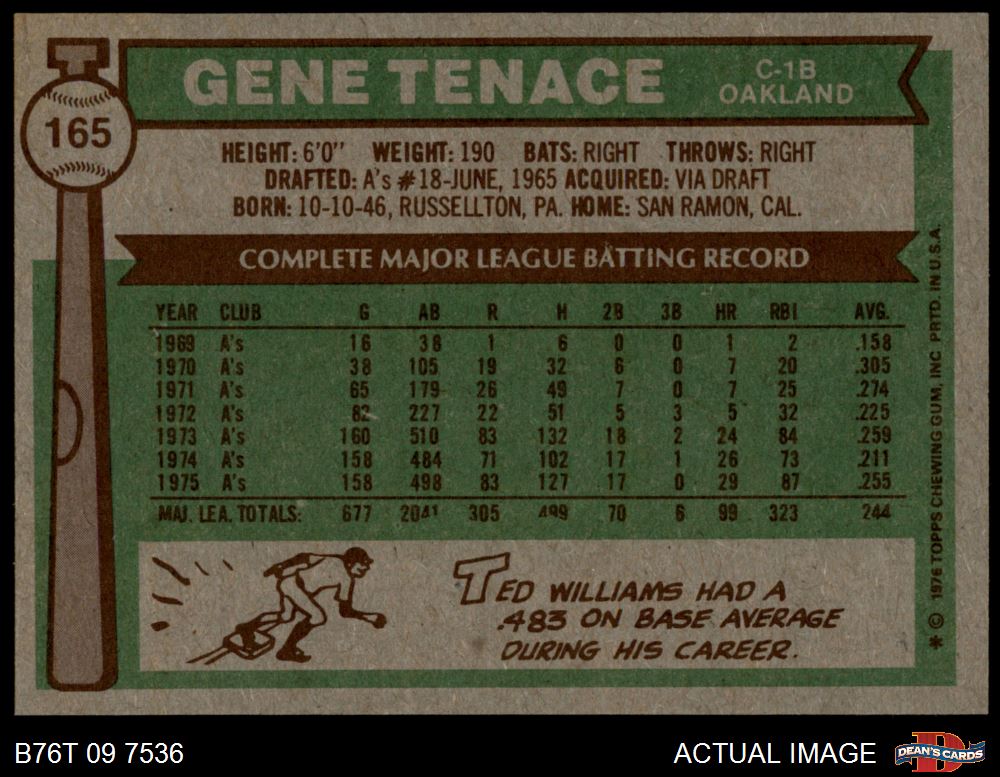 GENE TENACE
C-1B
OAKLAND
165
HEIGHT: 6'0" WEIGHT: 190 BATS: RIGHT THROWS: RIGHT
DRAFTED: A's #18-JUNE, 1965 ACQUIRED: VIA DRAFT
BORN: 10-10-46, RUSSELLTON, PA. HOME: SAN RAMON, CAL.
COMPLETE MAJOR LEAGUE BATTING RECORD
YEAR CLUB G AB R H 2B 3B HR RBI AVG.
1969 A's 16 38 1 6 0 0 1 2 .158
1970 A's 38 105 19 32 6 0 7 20 .305
1971 A's 65 179 26 49 7 0 7 25 .274
1972 A's 82 227 22 51 5 3 5 32 .225
1973 A's 160 510 83 132 18 2 24 84 .259
1974 A's 158 484 71 102 17 1 26 73 .211
1975 A's 158 498 83 127 17 0 29 87 .255
MAJ. LEA. TOTALS: 677 2041 305 499 70 6 99 323 .244
TED WILLIAMS HAD A
.483 ON BASE AVERAGE
DURING HIS CAREER.
* © 1976 TOPPS CHEWING GUM, INC PRTD. IN U.S.A.
B76T 09 7536
ACTUAL IMAGE
DEAN'S CARDS